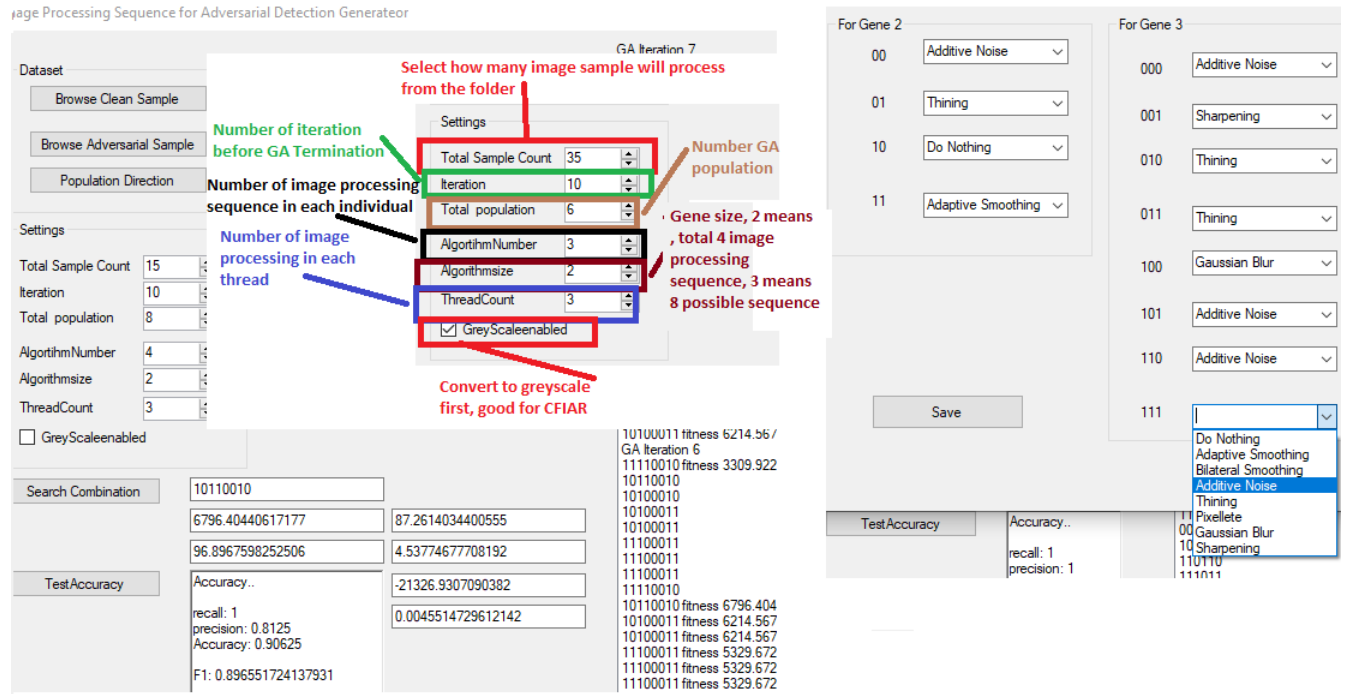 age Processing Sequence for Adversarial Detection Generateor
GA Iteration 7
Dataset
Browse Clean Sample
Browse Adversarial Sample
Population Direction
Settings
Total Sample Count 15
Iteration 10
Total population 8
AlgortihmNumber 4
Algorithmsize 2
ThreadCount 3
GreyScaleenabled
Select how many image sample will process
from the folder
Number of iteration
before GA Termination
Number of image processing
sequence in each individual
Number of image
processing in each
thread
Settings
Total Sample Count 35
Iteration 10
Total population 6
AlgortihmNumber 3
Algorithmsize 2
ThreadCount 3
GreyScaleenabled
Number GA
population
Gene size, 2 means
, total 4 image
processing
sequence, 3 means
8 possible sequence
Convert to greyscale
first, good for CFIAR
Search Combination
10110010
6796.40440617177
87.2614034400555
96.8967598252506
4.53774677708192
TestAccuracy
Accuracy..
recall: 1
precision: 0.8125
Accuracy: 0.90625
F1: 0.896551724137931
-21326.9307090382
0.0045514729612142
10100011 fitness 6214.567
GA Iteration 6
11110010 fitness 3309.922
10110010
10100010
10100011
10100011
11100011
11100011
11100011
11110010
10110010 fitness 6796.404
10100011 fitness 6214.567
10100011 fitness 6214.567
11100011 fitness 5329.672
11100011 fitness 5329.672
11100011 fitness 5329.672
For Gene 2
00 Additive Noise
01 Thining
10 Do Nothing
11 Adaptive Smoothing
Save
For Gene 3
000 Additive Noise
001 Sharpening
010 Thining
011 Thining
100 Gaussian Blur
101 Additive Noise
110 Additive Noise
111
Do Nothing
Adaptive Smoothing
Bilateral Smoothing
Additive Noise
Thining
Pixellete
Gaussian Blur
Sharpening
TestAccuracy
Accuracy..
recall: 1
precision: 1
110110
111011